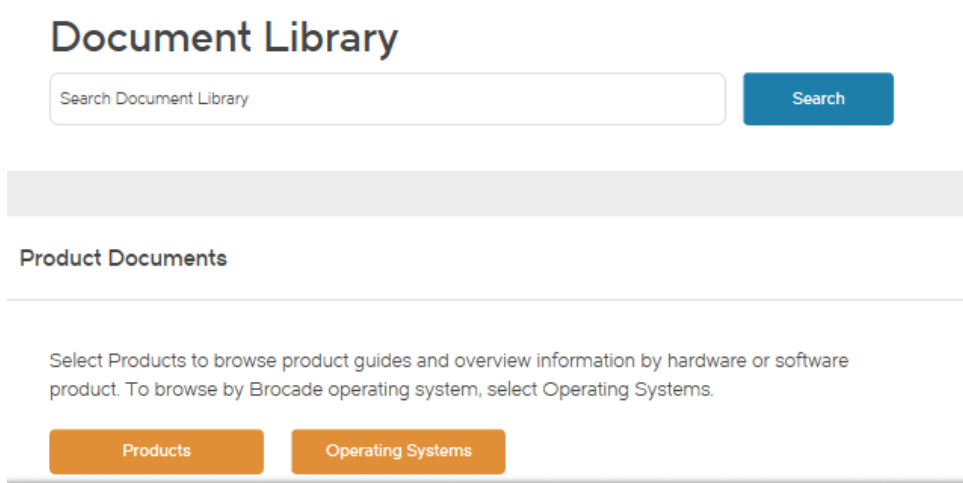 Document Library
Search Document Library
Search
Product Documents
Select Products to browse product guides and overview information by hardware or software
product. To browse by Brocade operating system, select Operating Systems.
Products
Operating Systems